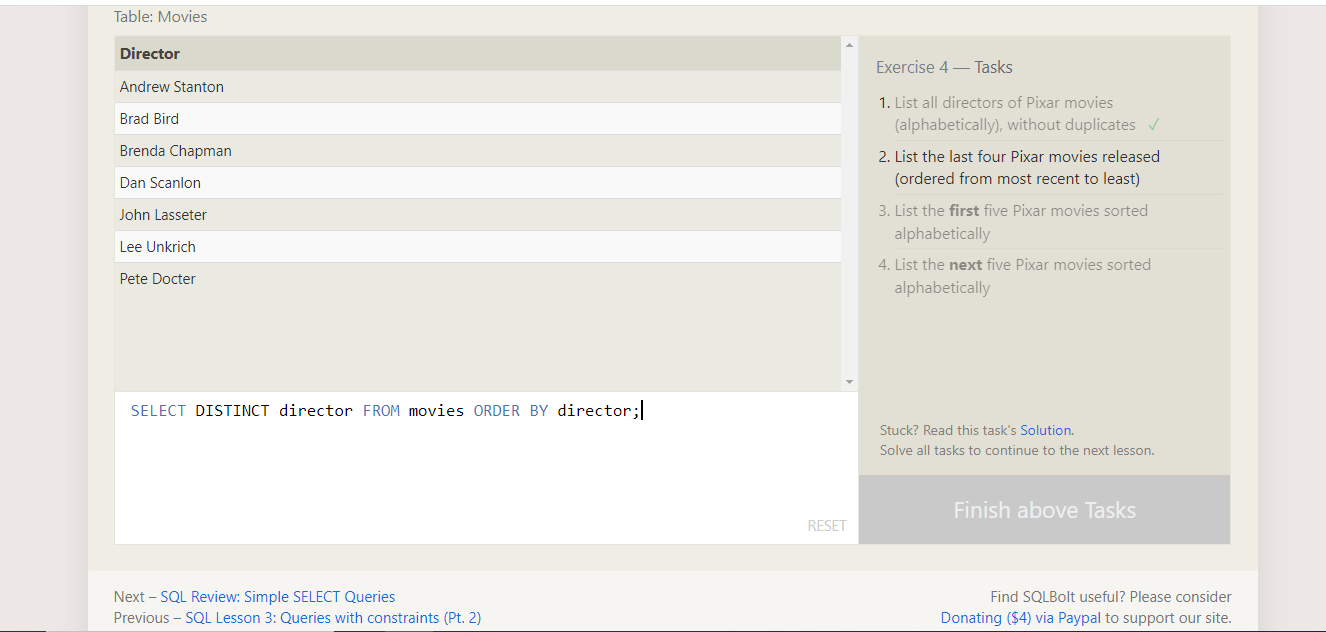 Table: Movies
Director
Andrew Stanton
Brad Bird
Brenda Chapman
Dan Scanlon
John Lasseter
Lee Unkrich
Pete Docter
SELECT DISTINCT director FROM movies ORDER BY director;
RESET
Exercise 4 — Tasks
1. List all directors of Pixar movies
(alphabetically), without duplicates ✓
2. List the last four Pixar movies released
(ordered from most recent to least)
3. List the first five Pixar movies sorted
alphabetically
4. List the next five Pixar movies sorted
alphabetically
Stuck? Read this task's Solution.
Solve all tasks to continue to the next lesson.
Finish above Tasks
Next – SQL Review: Simple SELECT Queries
Previous – SQL Lesson 3: Queries with constraints (Pt. 2)
Find SQLBolt useful? Please consider
Donating ($4) via Paypal to support our site.